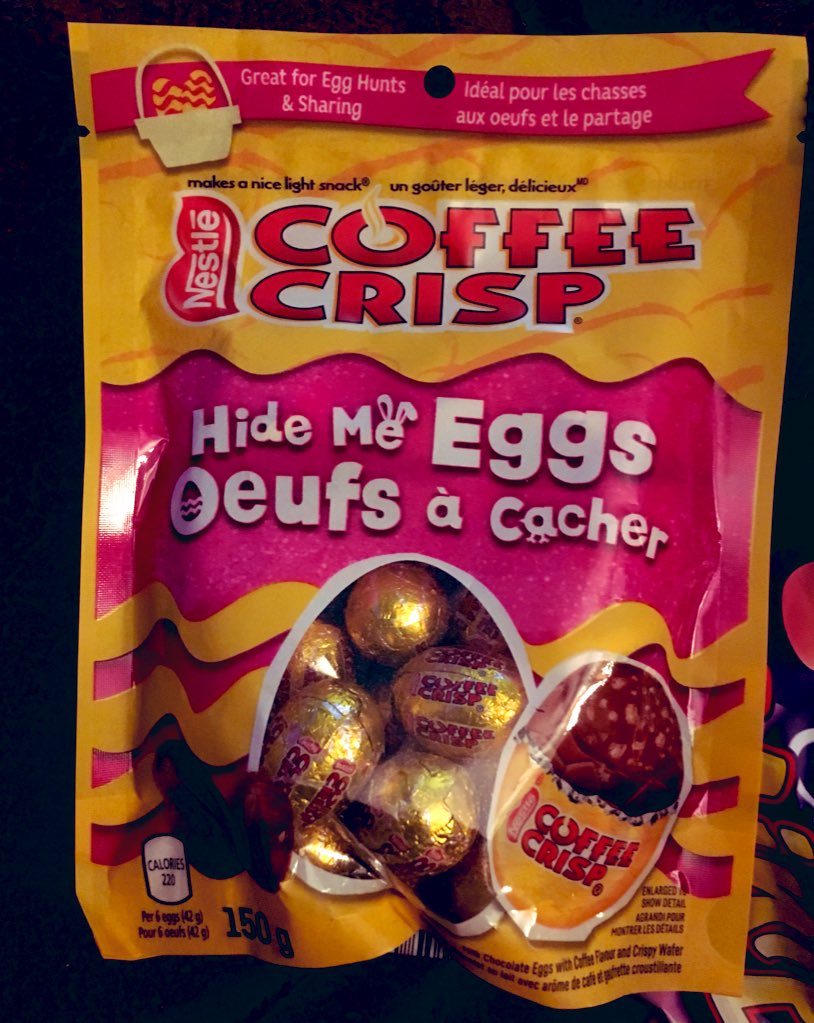 Great for Egg Hunts
& Sharing
Idéal pour les chasses
aux oeufs et le partage
makes a nice light snack® un goûter léger, délicieux MD
Nestlé
COFFEE
CRISP®
Hide Me Eggs
Oeufs à Cacher
COFFEE
COFFEE
CRISP
COFFEE
CRISP
Nestlé
COFFEE
CRISP®
CALORIES
220
Per 6 eggs (42 g)
Pour 6 oeufs (42 g)
150 g
ENLARGED TO
SHOW DETAIL
AGRANDI POUR
MONTRER LES DÉTAILS
Chocolate Eggs with Coffee Flavour and Crispy Wafer
au lait avec arôme de café et gaufrette croustillante